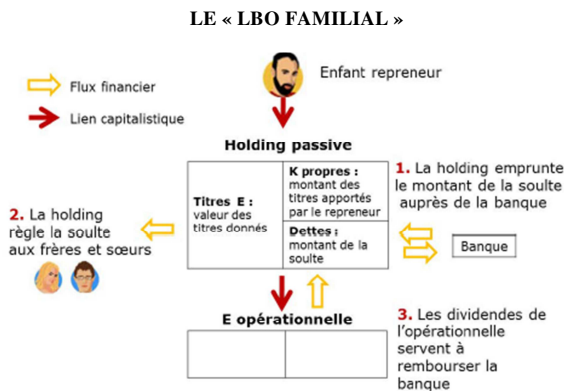 LE « LBO FAMILIAL »
Flux financier
Lien capitalistique
Enfant repreneur
Holding passive
Titres E :
valeur des
titres donnés
K propres :
montant des
titres apportés
par le repreneur
Dettes :
montant de la
soulte
1. La holding emprunte
le montant de la soulte
auprès de la banque
Banque
2. La holding
règle la soulte
aux frères et sœurs
E opérationnelle
3. Les dividendes de
l'opérationnelle
servent à
rembourser la
banque